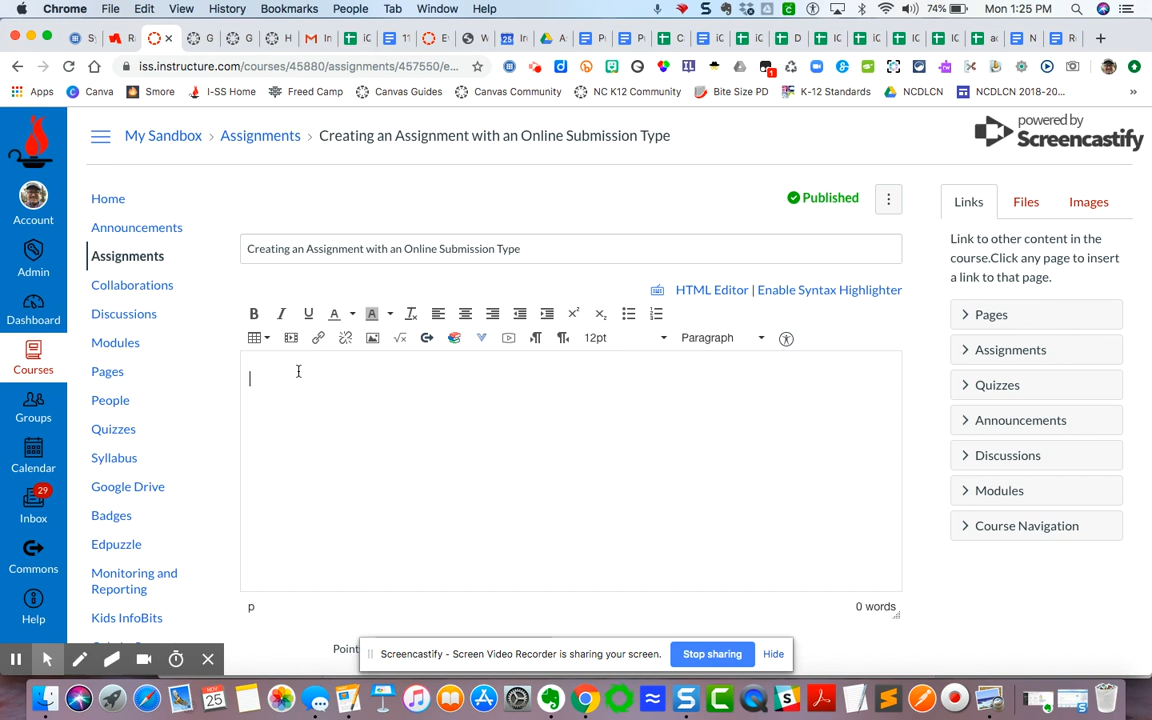 Chrome File Edit View History Bookmarks People Tab Window Help 74% Mon 1:25 PM
iss.instructure.com/courses/45880/assignments/457550/e...
Apps Canva Smore I-SS Home Freed Camp Canvas Guides Canvas Community NC K12 Community Bite Size PD K-12 Standards NCDLCN NCDLCN 2018-20... »
My Sandbox > Assignments > Creating an Assignment with an Online Submission Type
powered by
Screencastify
Account
Admin
Dashboard
Courses
Groups
Calendar
29
Inbox
Commons
Help
Home
Announcements
Assignments
Collaborations
Discussions
Modules
Pages
People
Quizzes
Syllabus
Google Drive
Badges
Edpuzzle
Monitoring and
Reporting
Kids InfoBits
Published
Creating an Assignment with an Online Submission Type
HTML Editor | Enable Syntax Highlighter
12pt Paragraph
p
0 words
Point
Links Files Images
Link to other content in the
course.Click any page to insert
a link to that page.
Pages
Assignments
Quizzes
Announcements
Discussions
Modules
Course Navigation
Screencastify - Screen Video Recorder is sharing your screen. Stop sharing Hide
NOV
25